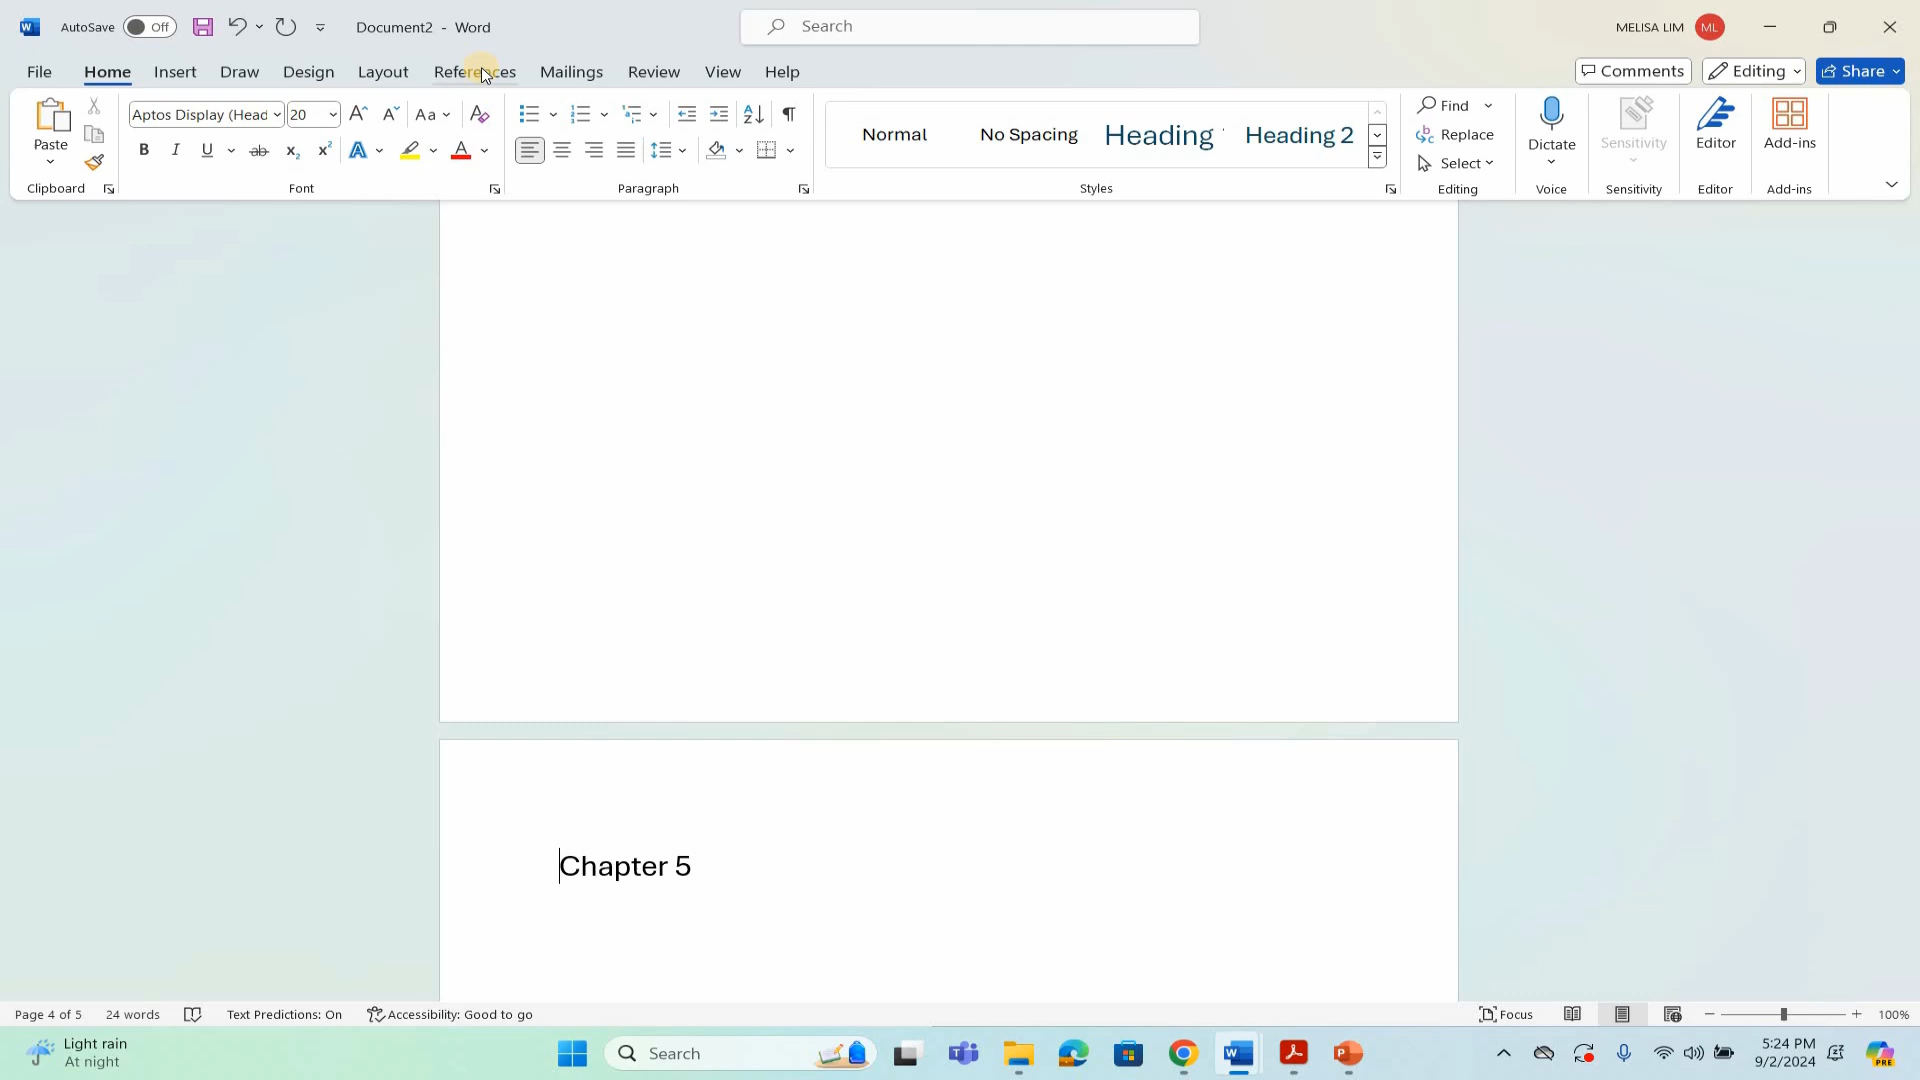 AutoSave Off Document2 - Word Search MELISA LIM ML
File Home Insert Draw Design Layout References Mailings Review View Help Comments Editing Share
Paste
Clipboard
Aptos Display (Head 20
Font
Paragraph
Normal No Spacing Heading Heading 2
Styles
Find
Replace
Select
Editing
Dictate
Voice
Sensitivity
Sensitivity
Editor
Editor
Add-ins
Add-ins
Chapter 5
Page 4 of 5 24 words Text Predictions: On Accessibility: Good to go Focus 100%
Light rain
At night
Search
5:24 PM
9/2/2024
PRE